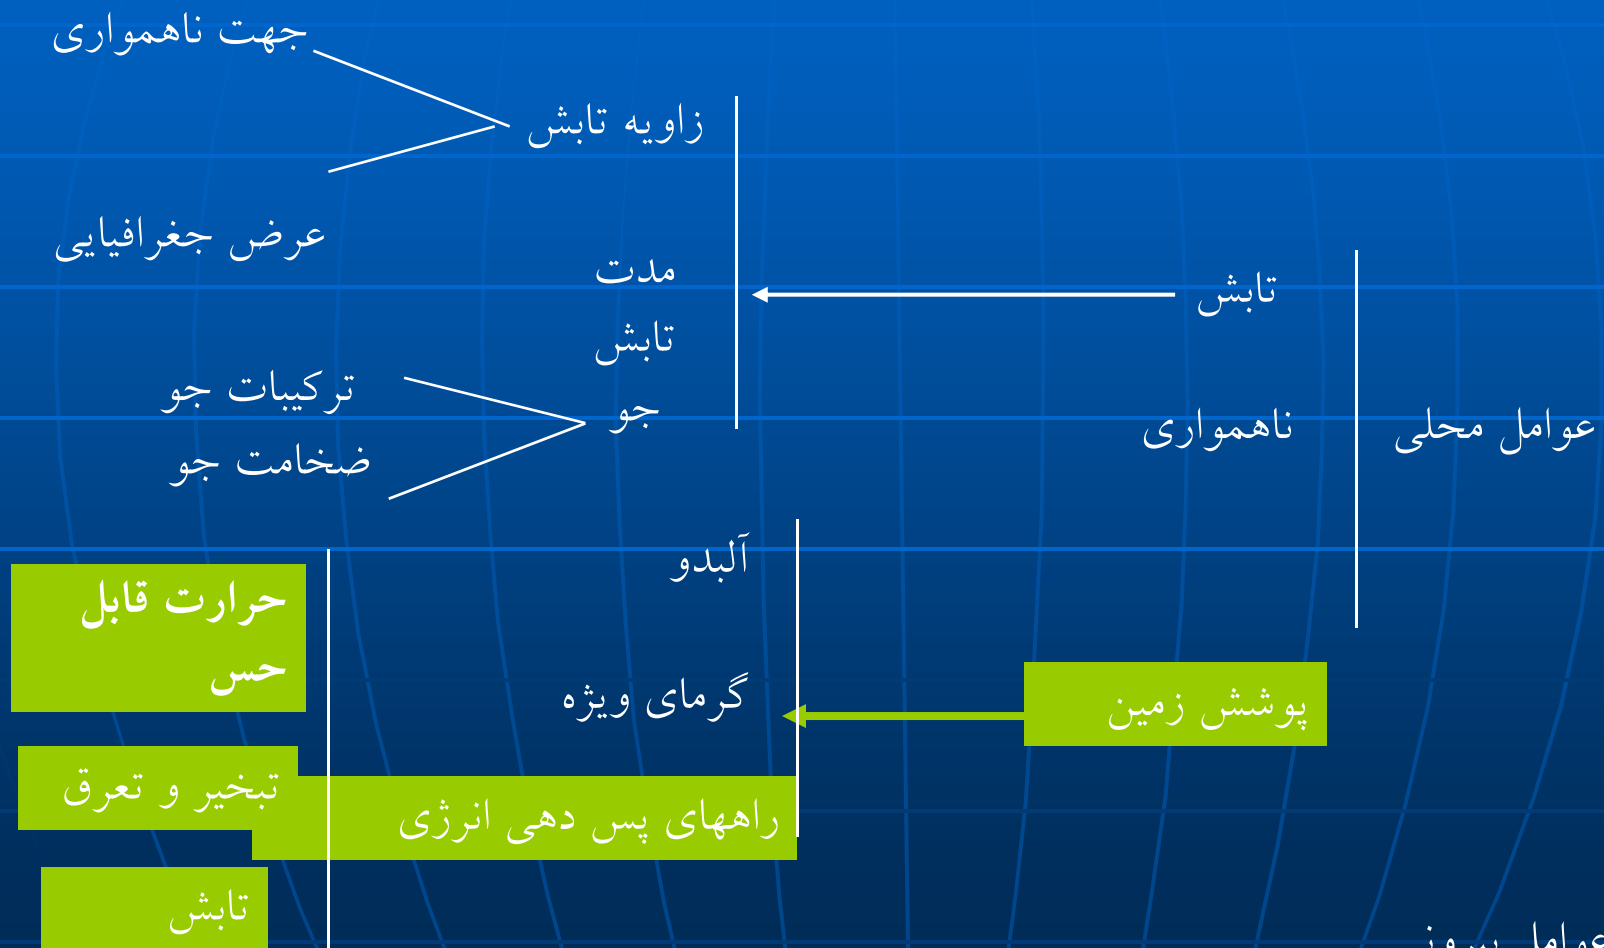 جهت ناهمواری
زاویه تابش
عرض جغرافیایی
مدت
تابش
تابش
ترکیبات جو
جو
ناهمواری
عوامل محلی
ضخامت جو
آلبدو
حرارت قابل
حس
گرمای ویژه
پوشش زمین
تبخیر و تعرق
راههای پس دهی انرژی
تابش
عوامل